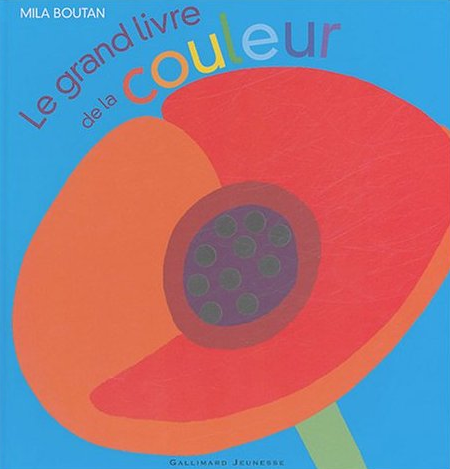 MILA BOUTAN
Le grand livre
de la couleur
GALLIMARD JEUNESSE